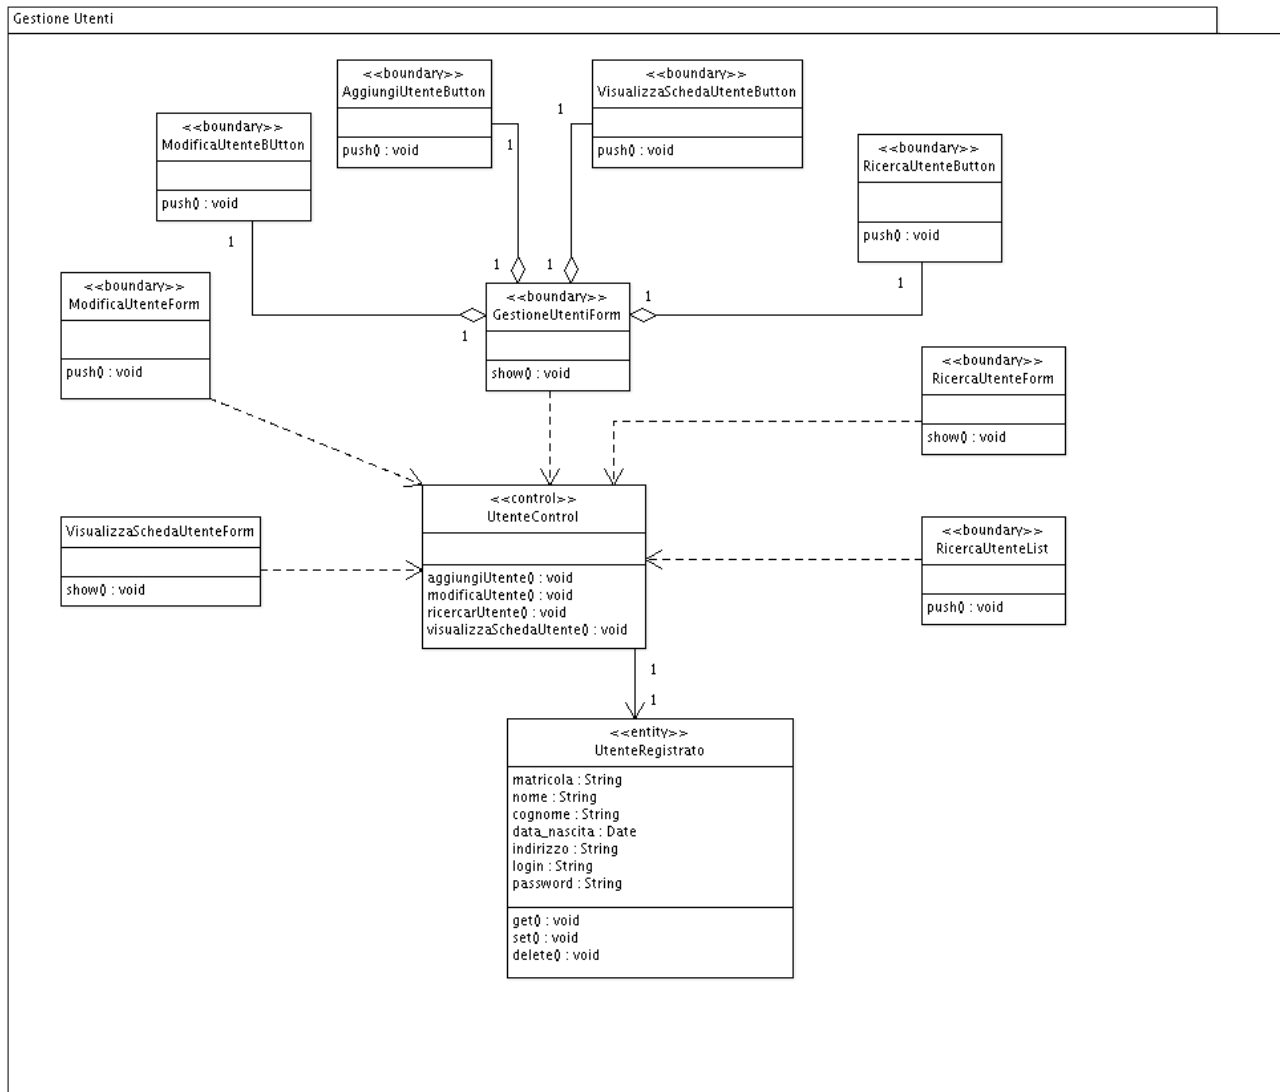 Gestione Utenti
<<boundary>>
AggiungiUtenteButton
push() : void
<<boundary>>
VisualizzaSchedaUtenteButton
push() : void
<<boundary>>
ModificaUtenteBUtton
push() : void
<<boundary>>
RicercaUtenteButton
push() : void
1
1
1
1
1
1
1
1
<<boundary>>
ModificaUtenteForm
push() : void
<<boundary>>
GestioneUtentiForm
show() : void
<<boundary>>
RicercaUtenteForm
show() : void
<<control>>
UtenteControl
aggiungiUtente() : void
modificaUtente() : void
ricercarUtente() : void
visualizzaSchedaUtente() : void
VisualizzaSchedaUtenteForm
show() : void
<<boundary>>
RicercaUtenteList
push() : void
1
1
<<entity>>
UtenteRegistrato
matricola : String
nome : String
cognome : String
data_nascita : Date
indirizzo : String
login : String
password : String
get() : void
set() : void
delete() : void